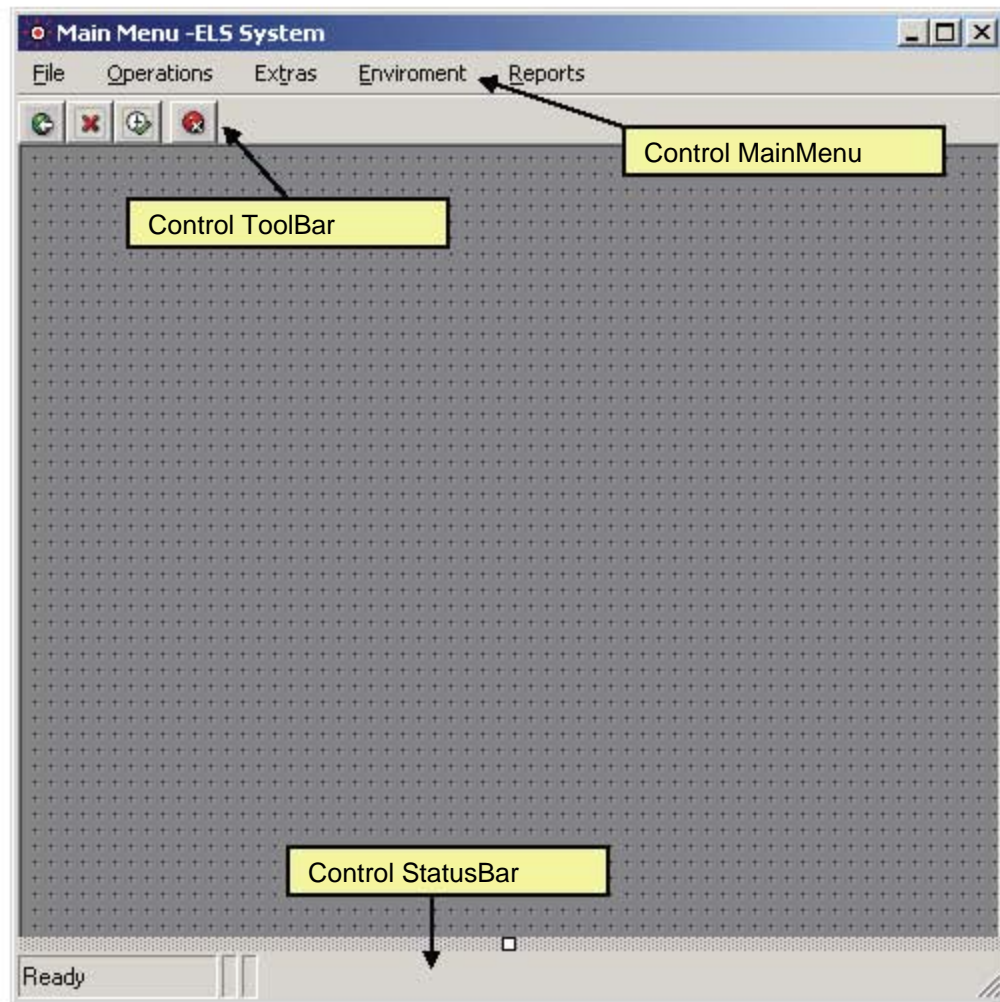 Main Menu -ELS System
File Operations Extras Enviroment Reports
Control MainMenu
Control ToolBar
Control StatusBar
Ready